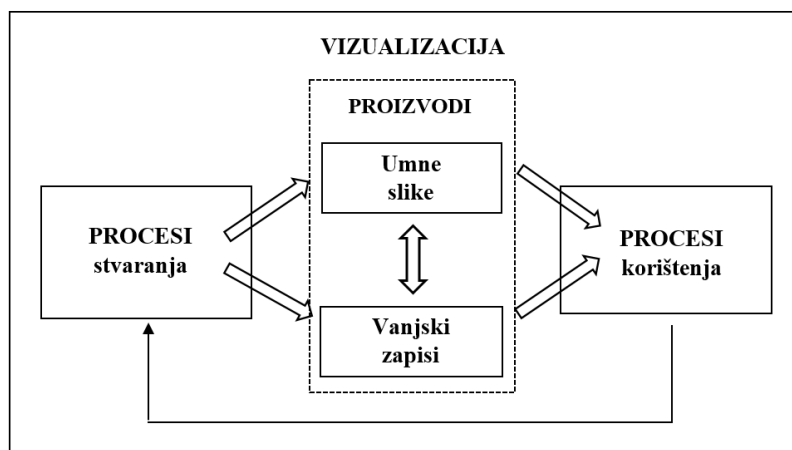 VIZUALIZACIJA
PROIZVODI
Umne
slike
PROCESI
stvaranja
PROCESI
korištenja
Vanjski
zapisi